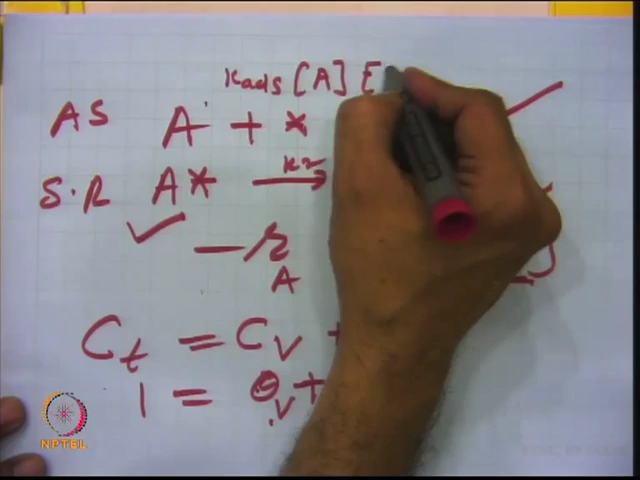 kads [A] [
AS A + *
S.R A* k2 →
✓ - r A
Ct = Cv +
1 = θv +
NPTEL